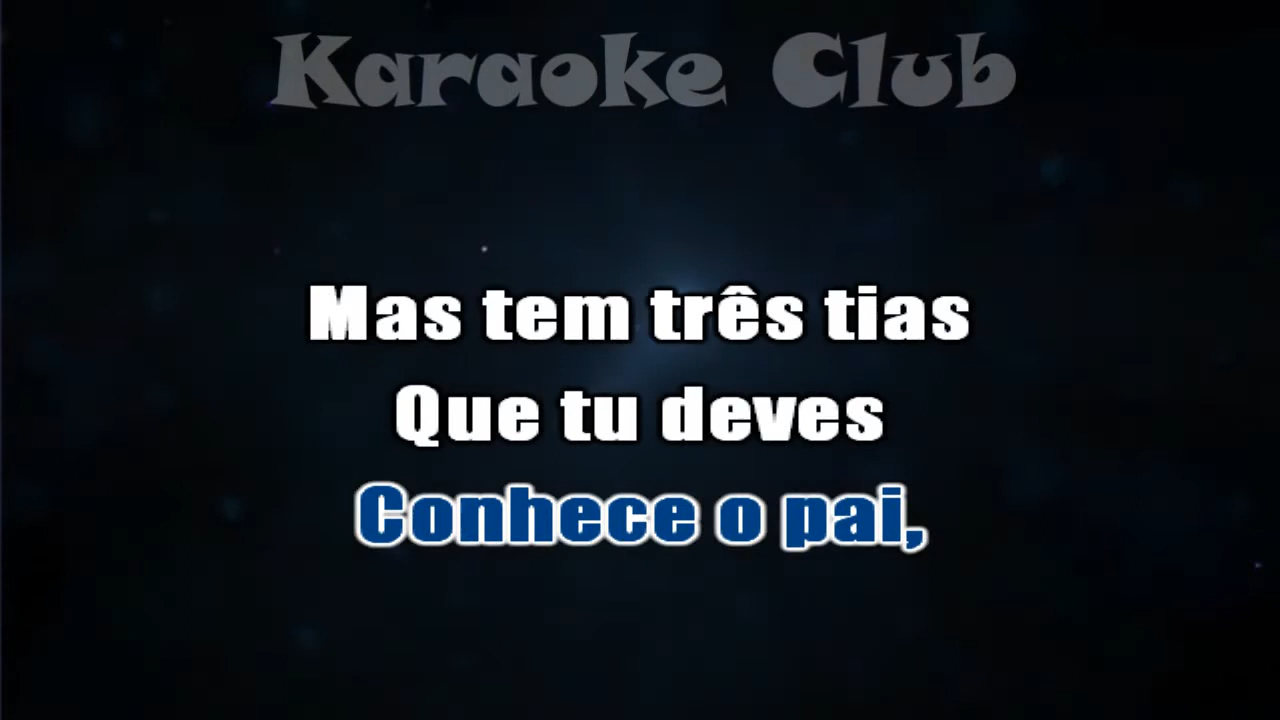 Karaoke Club
Mas tem três tias
Que tu deves
Conhece o pai,